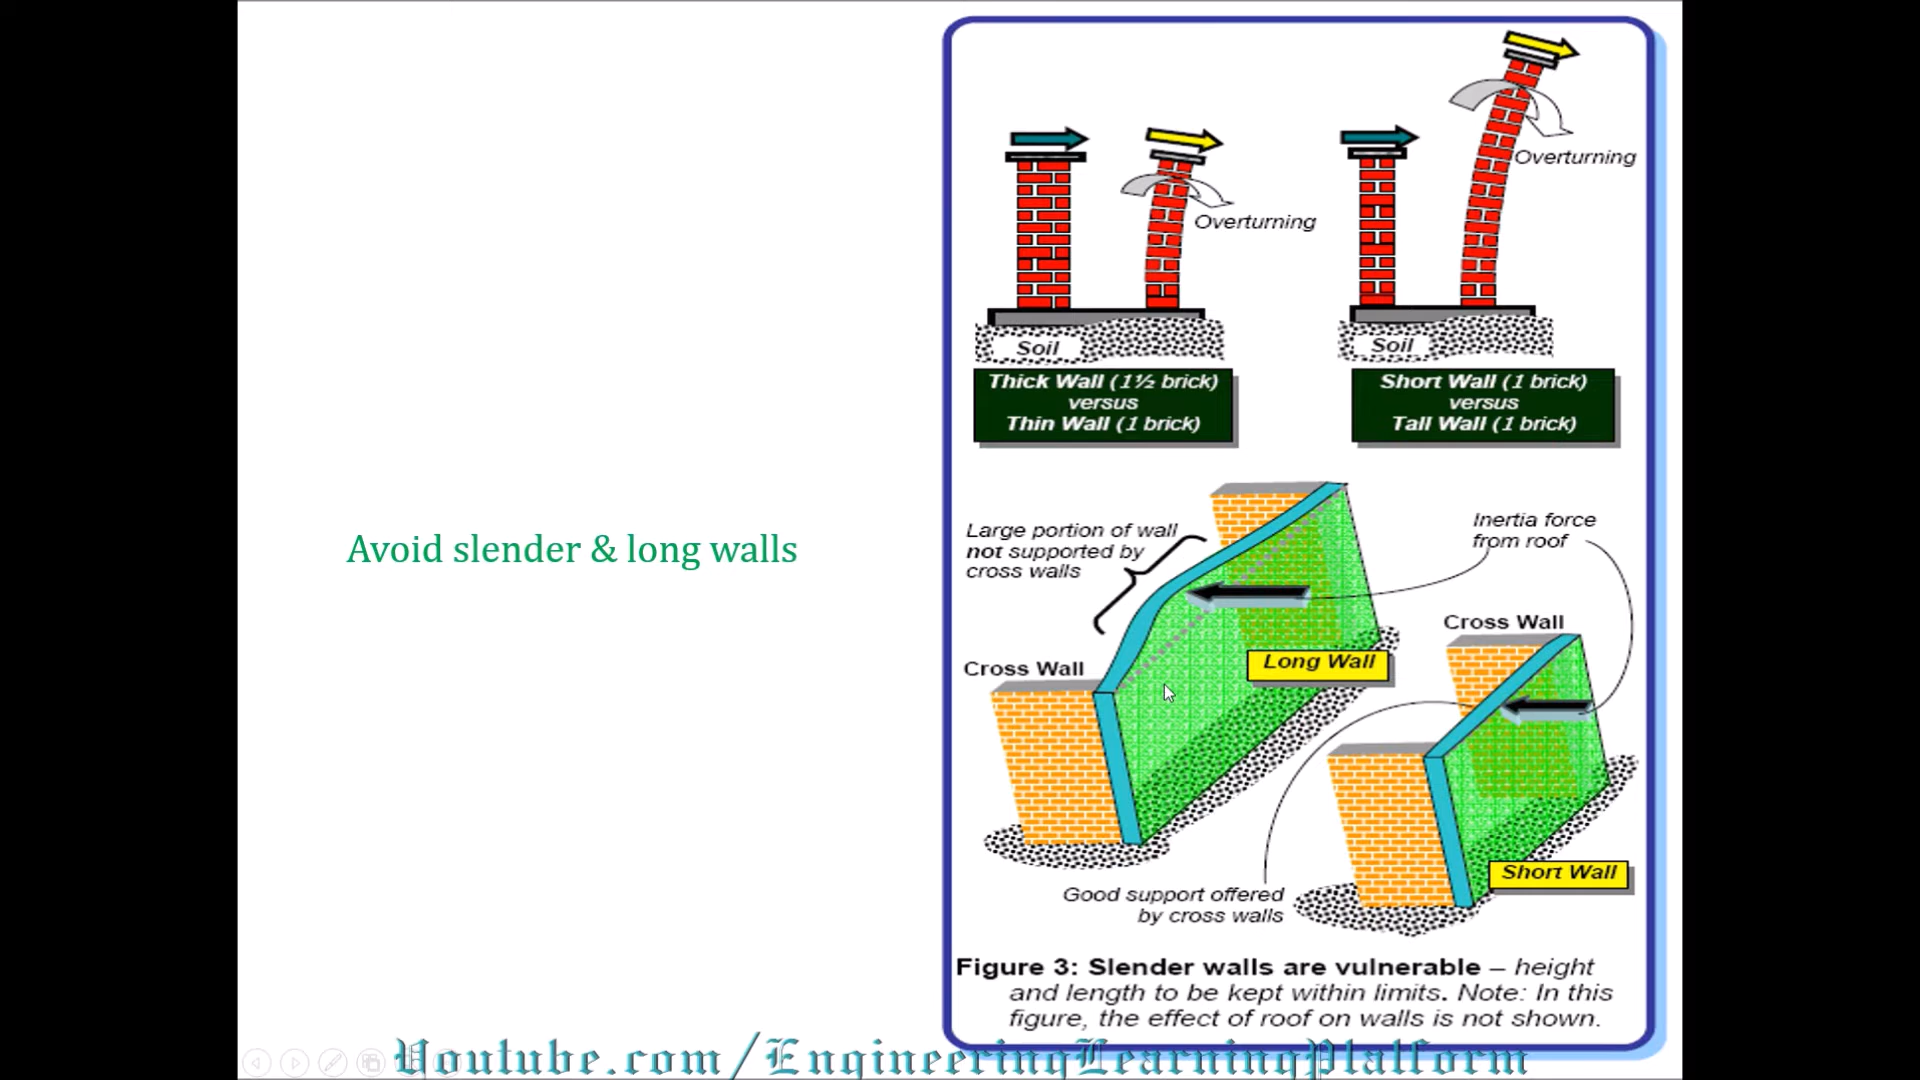 Avoid slender & long walls
Overturning
Overturning
Soil
Soil
Thick Wall (1½ brick)
versus
Thin Wall (1 brick)
Short Wall (1 brick)
versus
Tall Wall (1 brick)
Large portion of wall
not supported by
cross walls
Inertia force
from roof
Cross Wall
Cross Wall
Long Wall
Short Wall
Good support offered
by cross walls
Figure 3: Slender walls are vulnerable – height
and length to be kept within limits. Note: In this
figure, the effect of roof on walls is not shown.
Youtube.com/EngineeringLearningPlatform